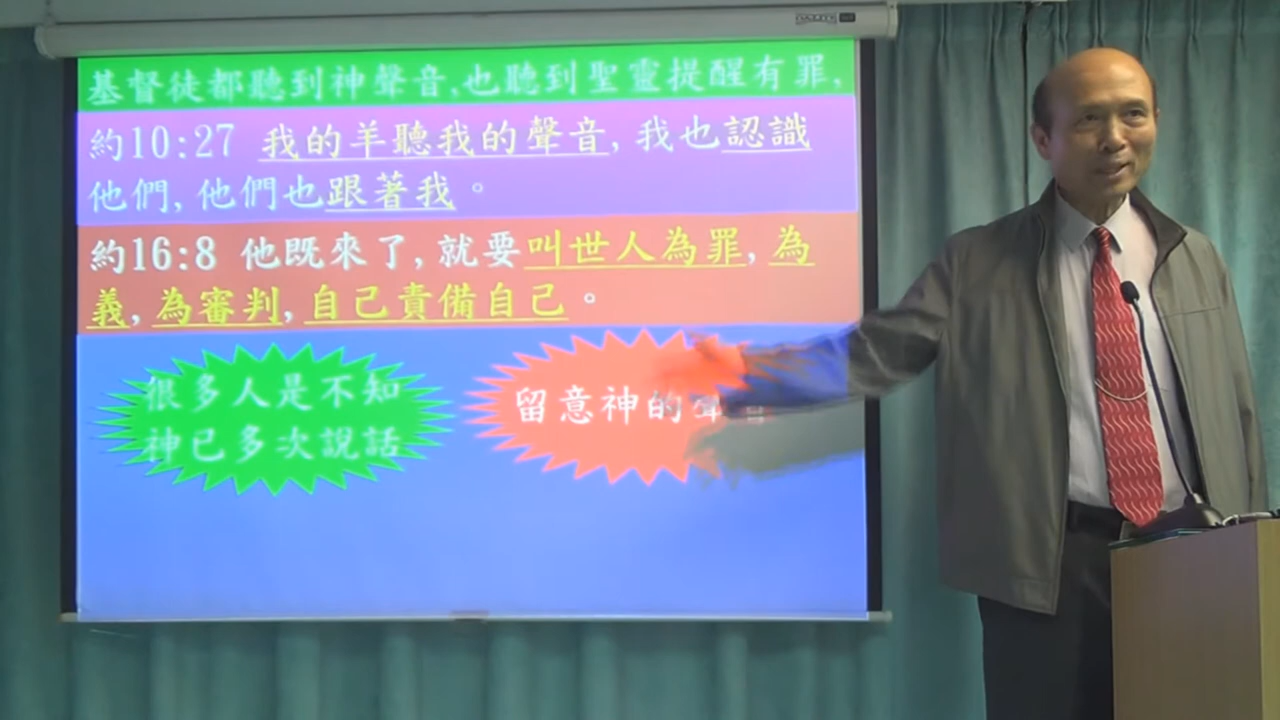 基督徒都聽到神聲音,也聽到聖靈提醒有罪,
約10:27 我的羊聽我的聲音,我也認識
他們,他們也跟著我。
約16:8 他既來了,就要叫世人為罪,為
義,為審判,自己責備自己。
很多人是不知
神已多次說話
留意神的聲音